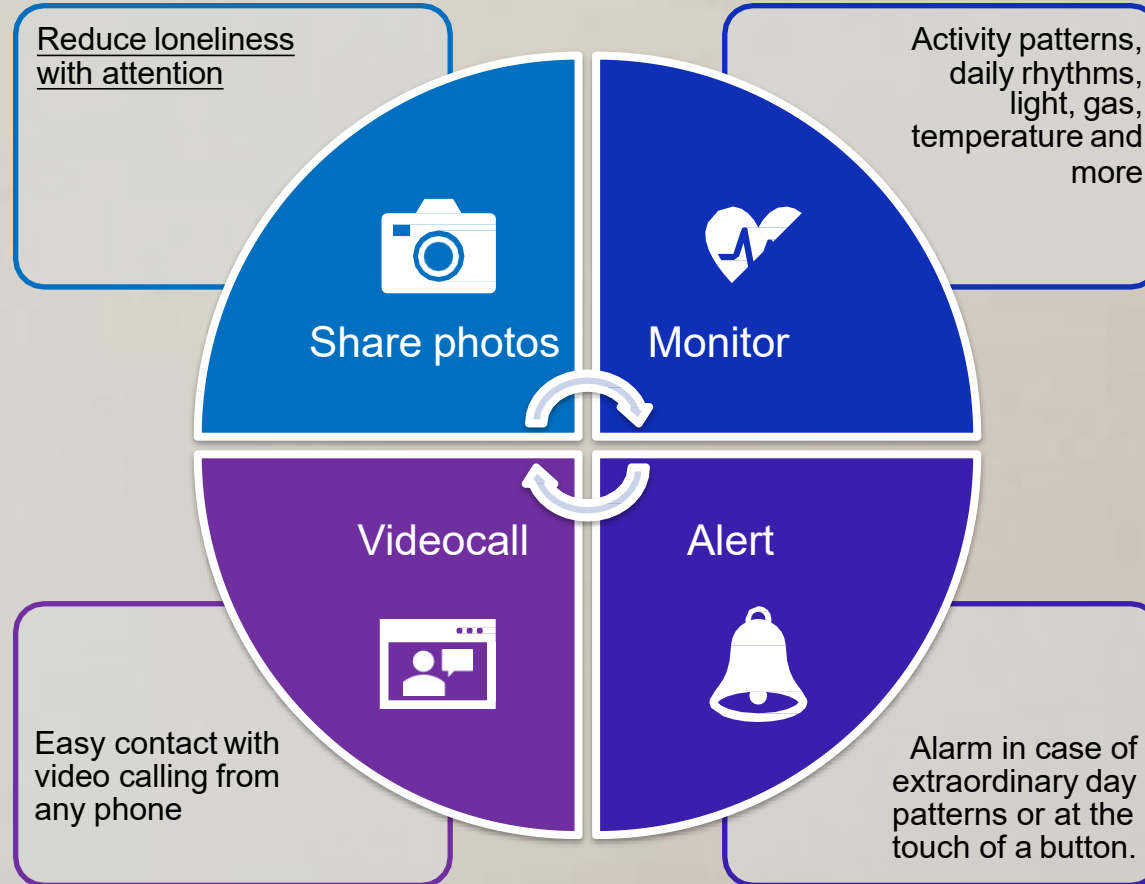 Reduce loneliness
with attention
Activity patterns,
daily rhythms,
light, gas,
temperature and
more
Share photos
Monitor
Videocall
Alert
Easy contact with
video calling from
any phone
Alarm in case of
extraordinary day
patterns or at the
touch of a button.